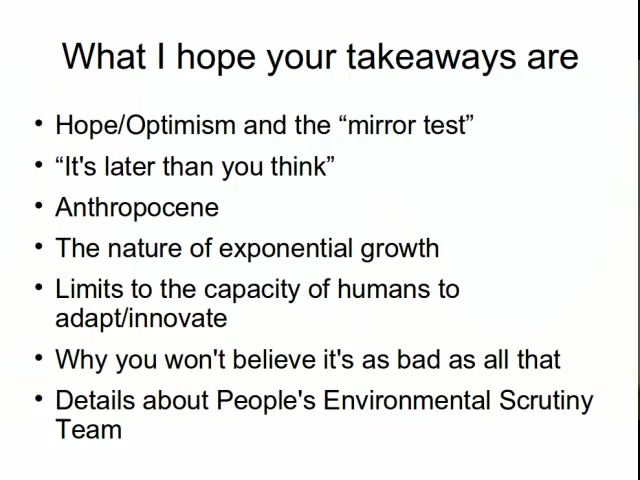 What I hope your takeaways are
• Hope/Optimism and the “mirror test”
• “It's later than you think”
• Anthropocene
• The nature of exponential growth
• Limits to the capacity of humans to
adapt/innovate
• Why you won't believe it's as bad as all that
• Details about People's Environmental Scrutiny
Team